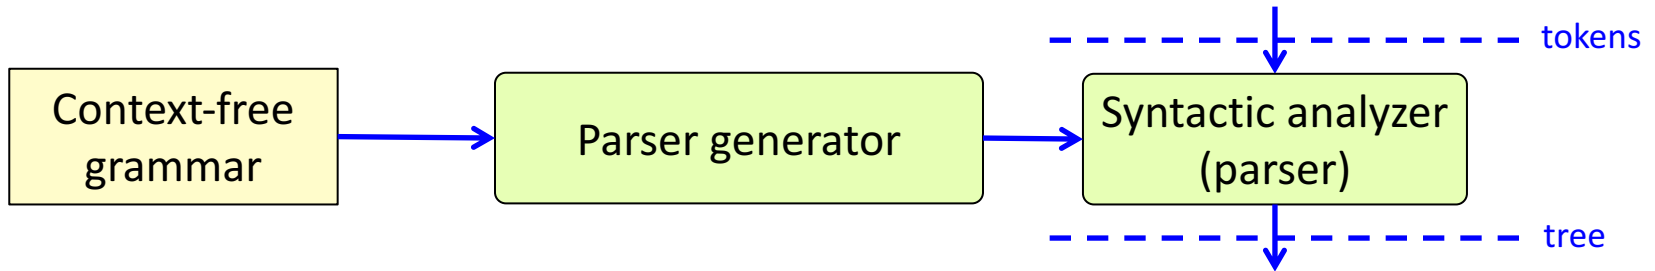 tokens
Context-free
grammar
Parser generator
Syntactic analyzer
(parser)
tree